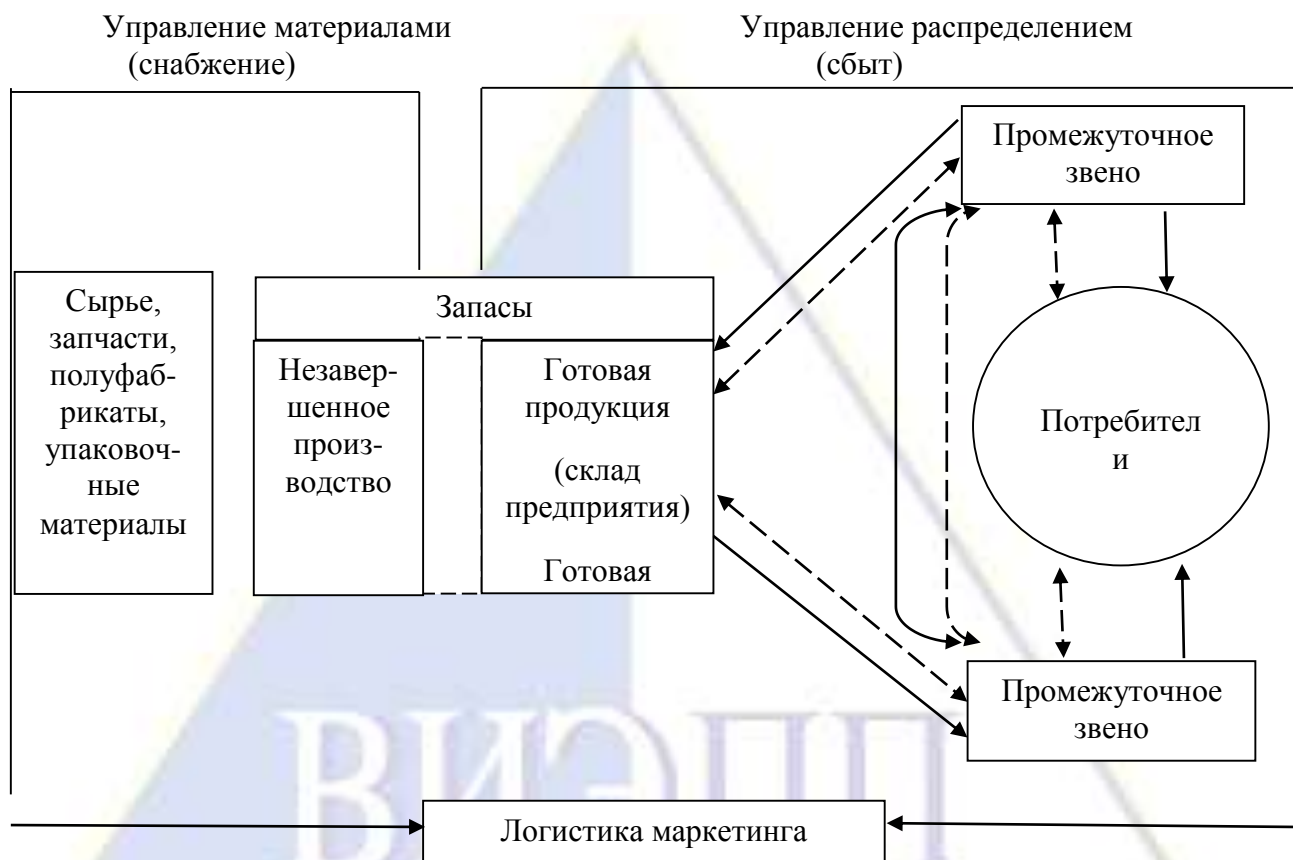 Управление материалами
(снабжение)
Управление распределением
(сбыт)
Промежуточное
звено
Сырье,
запчасти,
полуфаб-
рикаты,
упаковоч-
ные
материалы
Запасы
Незавер-
шенное
произ-
водство
Готовая
продукция
(склад
предприятия)
Готовая
Потребител
и
Промежуточное
звено
ВИЭПП
Логистика маркетинга